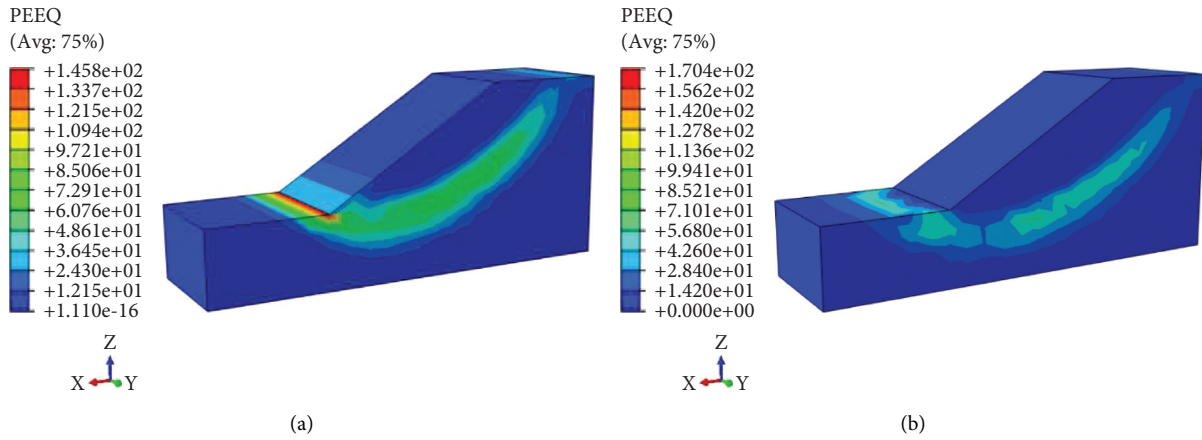 PEEQ
(Avg: 75%)
+1.458e+02
+1.337e+02
+1.215e+02
+1.094e+02
+9.721e+01
+8.506e+01
+7.291e+01
+6.076e+01
+4.861e+01
+3.645e+01
+2.430e+01
+1.215e+01
+1.110e-16
Z
X
Y
(a)
PEEQ
(Avg: 75%)
+1.704e+02
+1.562e+02
+1.420e+02
+1.278e+02
+1.136e+02
+9.941e+01
+8.521e+01
+7.101e+01
+5.680e+01
+4.260e+01
+2.840e+01
+1.420e+01
+0.000e+00
Z
X
Y
(b)